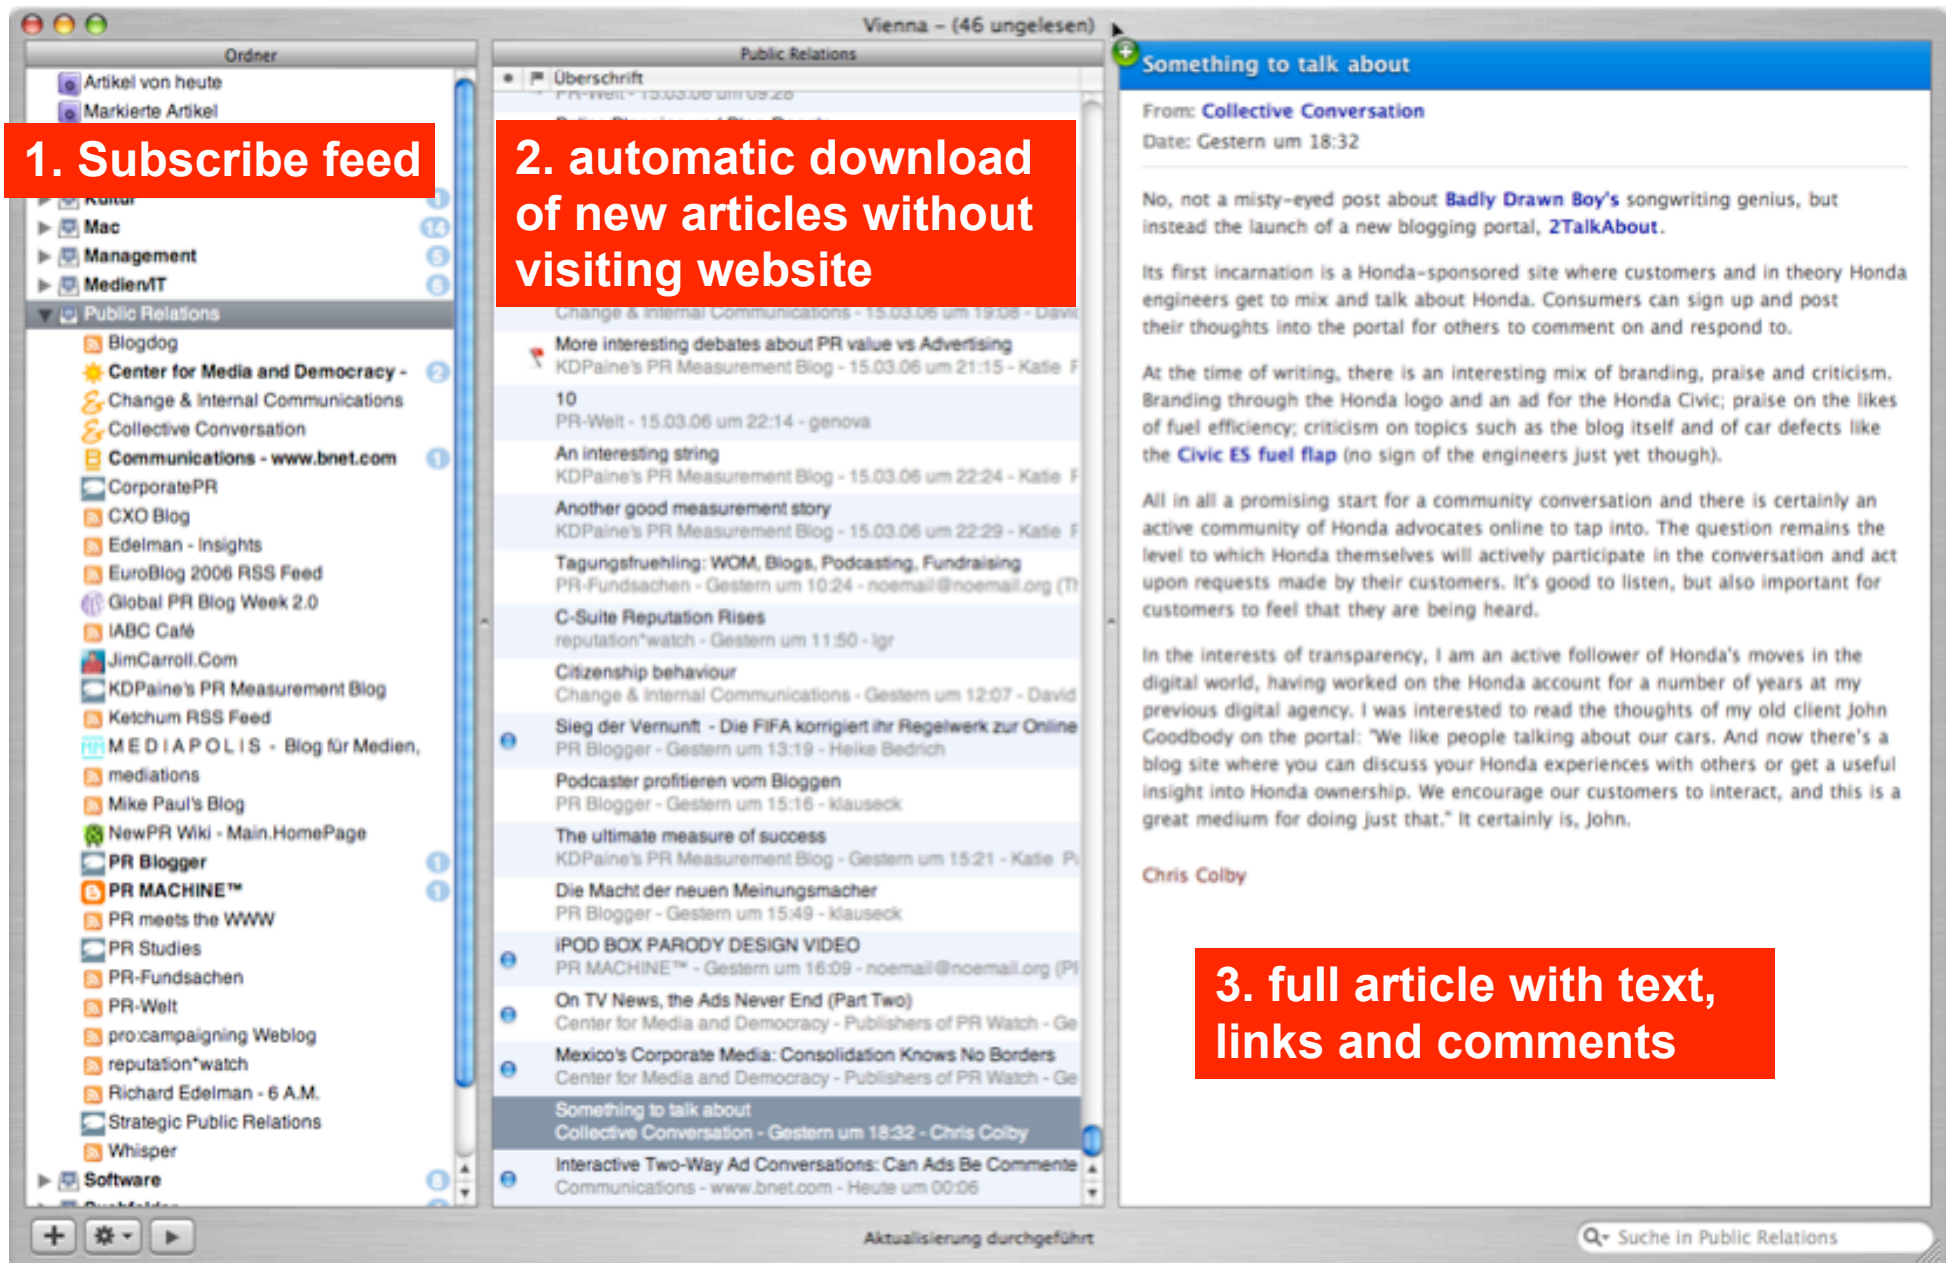 Vienna – (46 ungelesen)
Ordner
Artikel von heute
Markierte Artikel
1. Subscribe feed
Kultur 1
Mac 14
Management 5
Medien/IT 6
Public Relations
Blogdog
Center for Media and Democracy - 2
Change & Internal Communications
Collective Conversation
Communications - www.bnet.com 1
CorporatePR
CXO Blog
Edelman - Insights
EuroBlog 2006 RSS Feed
Global PR Blog Week 2.0
IABC Café
JimCarroll.Com
KDPaine's PR Measurement Blog
Ketchum RSS Feed
M E D I A P O L I S - Blog für Medien,
mediations
Mike Paul's Blog
NewPR Wiki - Main.HomePage
PR Blogger 1
PR MACHINE™ 1
PR meets the WWW
PR Studies
PR-Fundsachen
PR-Welt
pro:campaigning Weblog
reputation*watch
Richard Edelman - 6 A.M.
Strategic Public Relations
Whisper
Software
Public Relations
Überschrift
PR-Welt - 15.03.06 um 09:28
2. automatic download
of new articles without
visiting website
Change & Internal Communications - 15.03.06 um 19:08 - David
More interesting debates about PR value vs Advertising
KDPaine's PR Measurement Blog - 15.03.06 um 21:15 - Katie P
10
PR-Welt - 15.03.06 um 22:14 - genova
An interesting string
KDPaine's PR Measurement Blog - 15.03.06 um 22:24 - Katie P
Another good measurement story
KDPaine's PR Measurement Blog - 15.03.06 um 22:29 - Katie P
Tagungsfruehling: WOM, Blogs, Podcasting, Fundraising
PR-Fundsachen - Gestern um 10:24 - noemail@noemail.org (Th
C-Suite Reputation Rises
reputation*watch - Gestern um 11:50 - lgr
Citizenship behaviour
Change & Internal Communications - Gestern um 12:07 - David
Sieg der Vernunft - Die FIFA korrigiert ihr Regelwerk zur Online
PR Blogger - Gestern um 13:19 - Heike Bedrich
Podcaster profitieren vom Bloggen
PR Blogger - Gestern um 15:16 - klauseck
The ultimate measure of success
KDPaine's PR Measurement Blog - Gestern um 15:21 - Katie Pa
Die Macht der neuen Meinungsmacher
PR Blogger - Gestern um 15:49 - klauseck
iPOD BOX PARODY DESIGN VIDEO
PR MACHINE™ - Gestern um 16:09 - noemail@noemail.org (PR
On TV News, the Ads Never End (Part Two)
Center for Media and Democracy - Publishers of PR Watch - Ge
Mexico's Corporate Media: Consolidation Knows No Borders
Center for Media and Democracy - Publishers of PR Watch - Ge
Something to talk about
Collective Conversation - Gestern um 18:32 - Chris Colby
Interactive Two-Way Ad Conversations: Can Ads Be Commente
Communications - www.bnet.com - Heute um 00:06
Something to talk about
From: Collective Conversation
Date: Gestern um 18:32
No, not a misty-eyed post about Badly Drawn Boy's songwriting genius, but
instead the launch of a new blogging portal, 2TalkAbout.
Its first incarnation is a Honda-sponsored site where customers and in theory Honda
engineers get to mix and talk about Honda. Consumers can sign up and post
their thoughts into the portal for others to comment on and respond to.
At the time of writing, there is an interesting mix of branding, praise and criticism.
Branding through the Honda logo and an ad for the Honda Civic; praise on the likes
of fuel efficiency; criticism on topics such as the blog itself and of car defects like
the Civic ES fuel flap (no sign of the engineers just yet though).
All in all a promising start for a community conversation and there is certainly an
active community of Honda advocates online to tap into. The question remains the
level to which Honda themselves will actively participate in the conversation and act
upon requests made by their customers. It's good to listen, but also important for
customers to feel that they are being heard.
In the interests of transparency, I am an active follower of Honda's moves in the
digital world, having worked on the Honda account for a number of years at my
previous digital agency. I was interested to read the thoughts of my old client John
Goodbody on the portal: "We like people talking about our cars. And now there's a
blog site where you can discuss your Honda experiences with others or get a useful
insight into Honda ownership. We encourage our customers to interact, and this is a
great medium for doing just that." It certainly is, John.
Chris Colby
3. full article with text,
links and comments
Aktualisierung durchgeführt
Suche in Public Relations